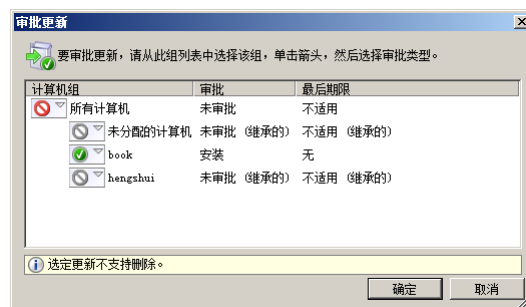 审批更新
要审批更新，请从此组列表中选择该组，单击箭头，然后选择审批类型。
计算机组 审批 最后期限
所有计算机 未审批 不适用
未分配的计算机 未审批 (继承的) 不适用 (继承的)
book 安装 无
hengshui 未审批 (继承的) 不适用 (继承的)
选定更新不支持删除。
确定 取消